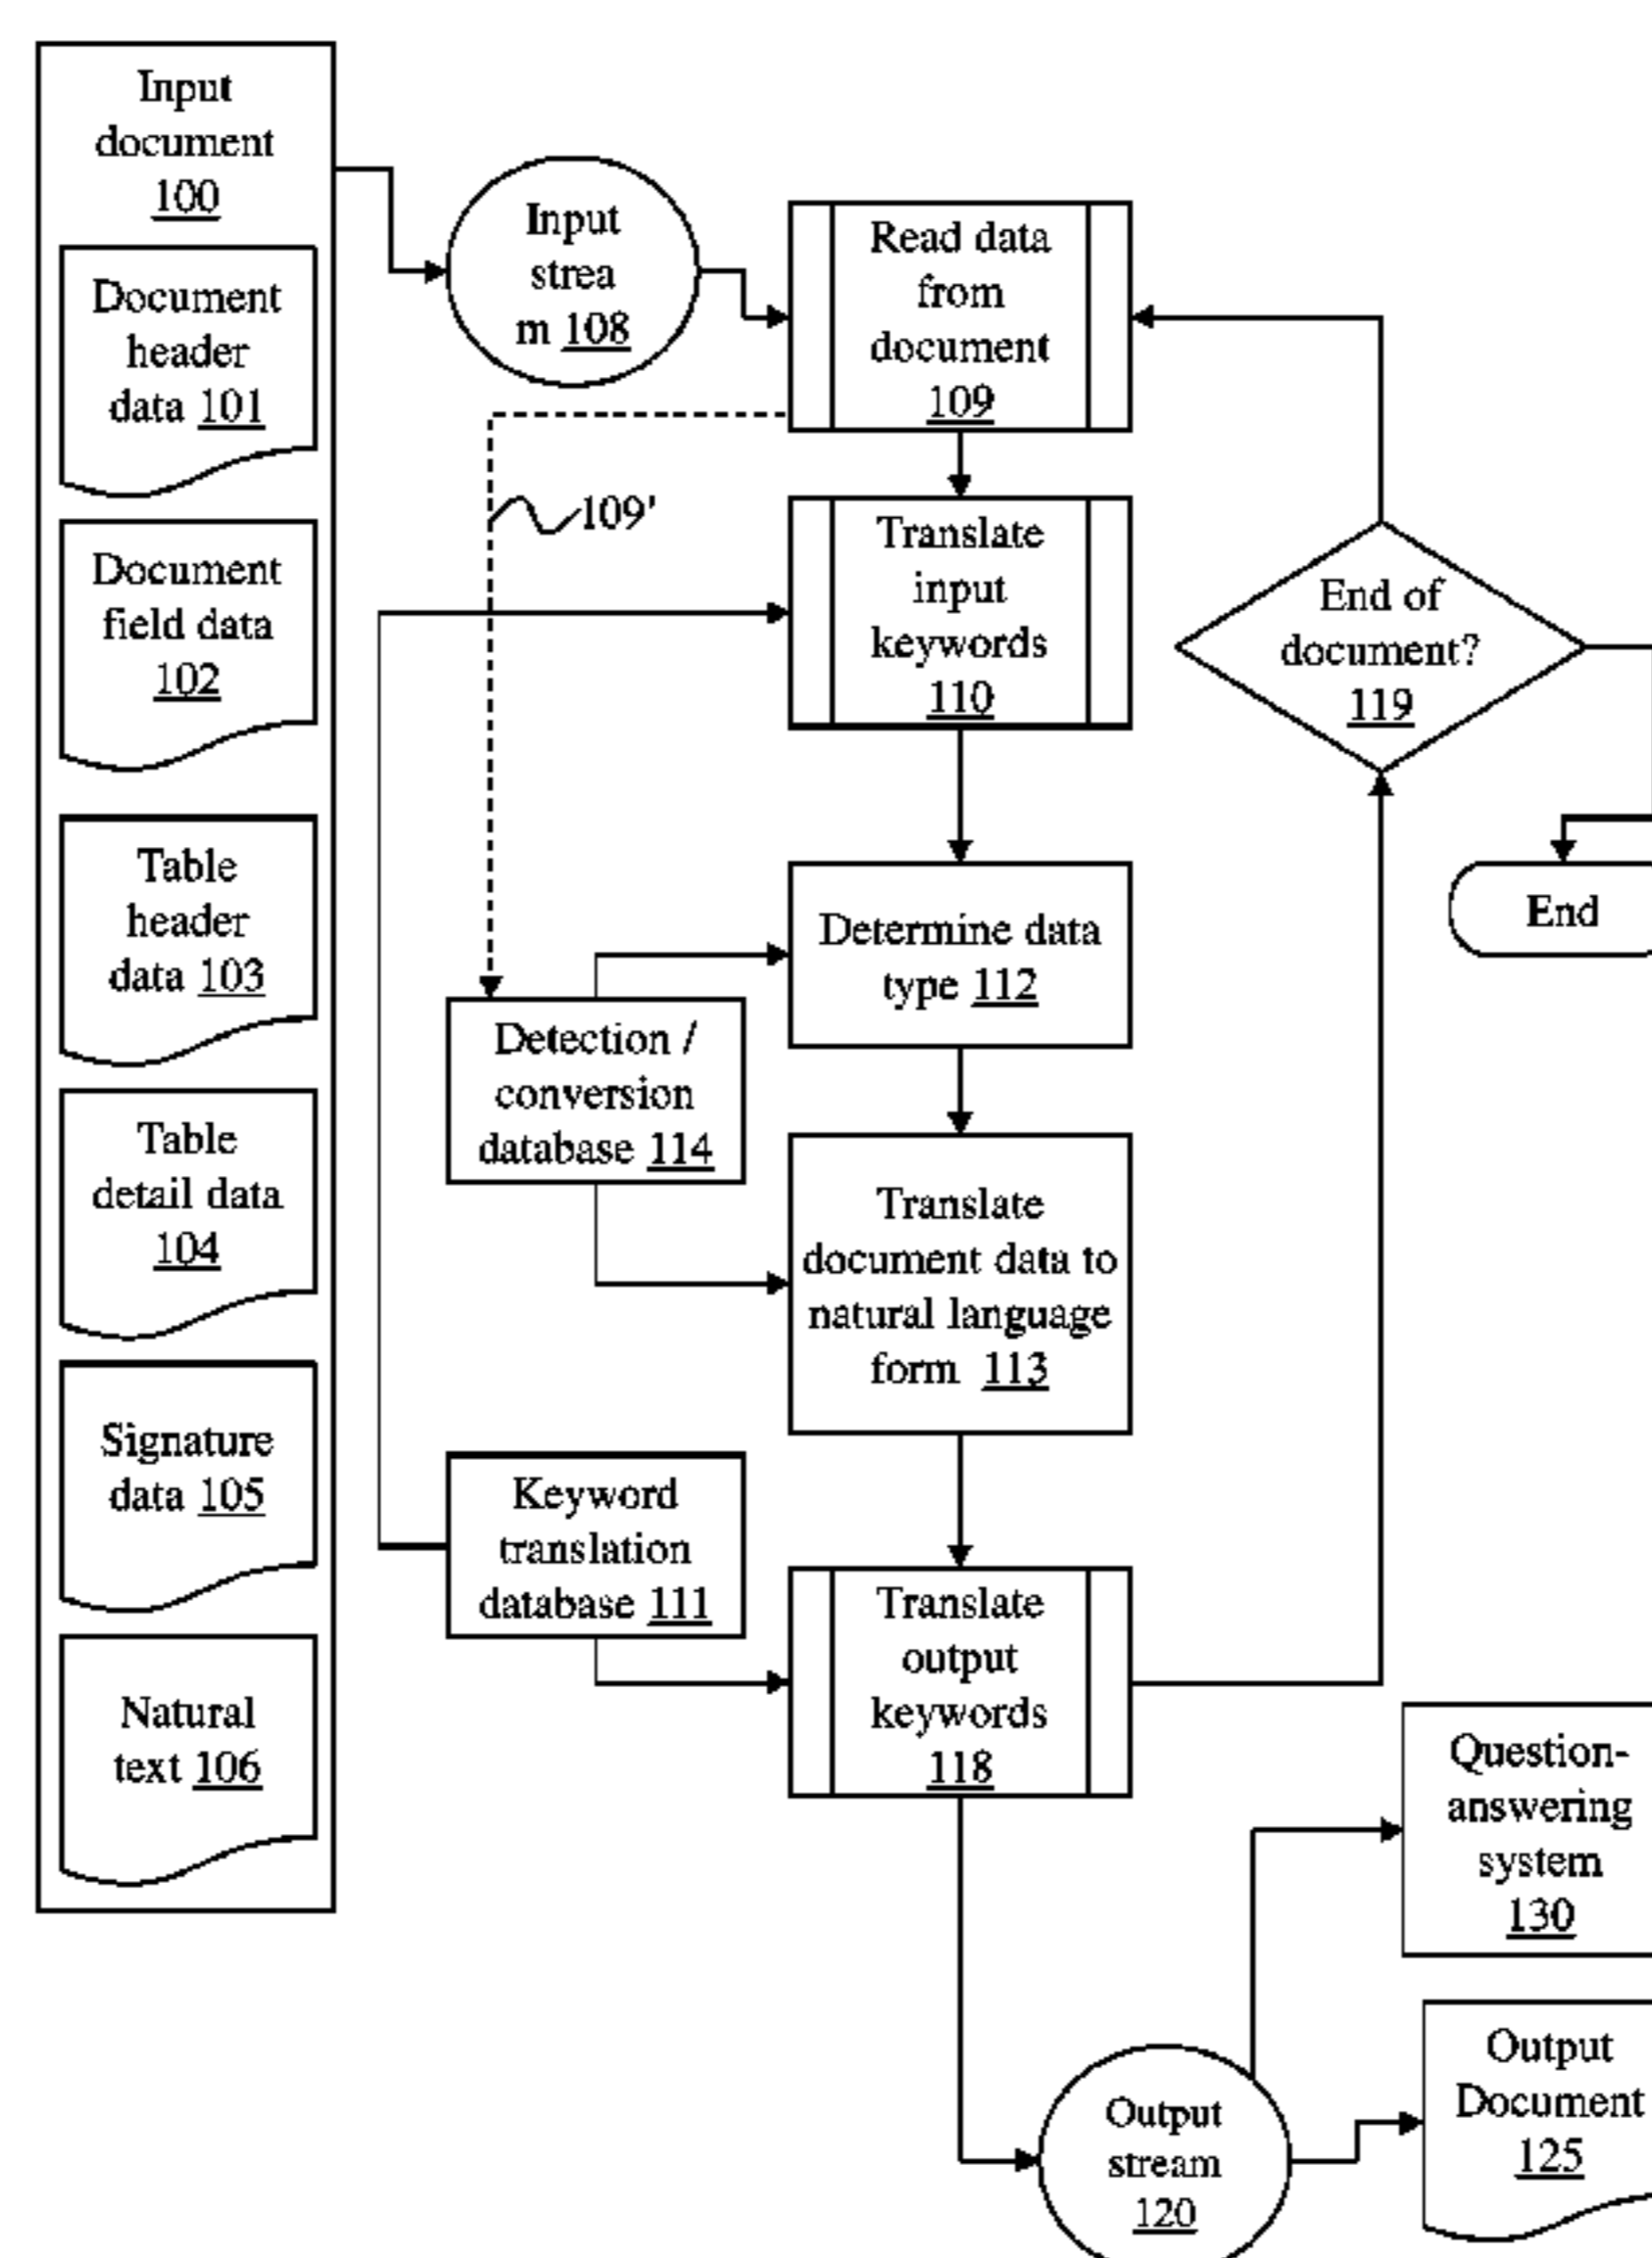 Input
document
100
Document
header
data 101
Document
field data
102
Table
header
data 103
Table
detail data
104
Signature
data 105
Natural
text 106
Input
strea
m 108
Read data
from
document
109
109'
Translate
input
keywords
110
End of
document?
119
End
Determine data
type 112
Detection /
conversion
database 114
Translate
document data to
natural language
form 113
Keyword
translation
database 111
Translate
output
keywords
118
Question-
answering
system
130
Output
stream
120
Output
Document
125